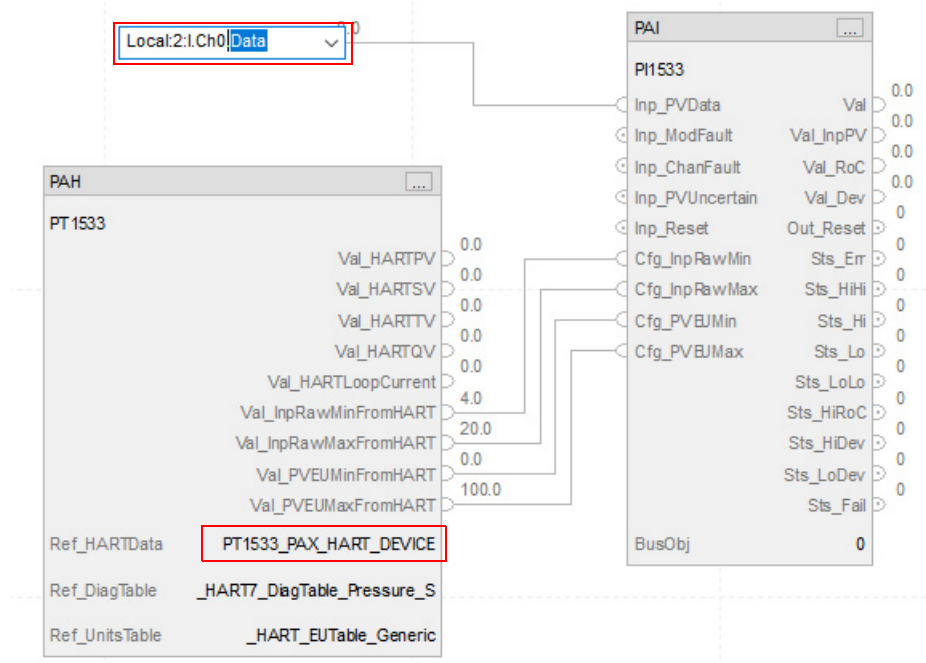 Local:2:I.Ch0.Data
0.0
PAI
...
PI1533
Inp_PVData Val 0.0
Inp_ModFault Val_InpPV 0.0
Inp_ChanFault Val_RoC 0.0
Inp_PVUncertain Val_Dev 0.0
Inp_Reset Out_Reset 0
Cfg_InpRawMin Sts_Err 0
Cfg_InpRawMax Sts_HiHi 0
Cfg_PVEUMin Sts_Hi 0
Cfg_PVEUMax Sts_Lo 0
Sts_LoLo 0
Sts_HiRoC 0
Sts_HiDev 0
Sts_LoDev 0
Sts_Fail 0
BusObj 0
PAH
...
PT1533
Val_HARTPV 0.0
Val_HARTSV 0.0
Val_HARTTV 0.0
Val_HARTQV 0.0
Val_HARTLoopCurrent 0.0
Val_InpRawMinFromHART 4.0
Val_InpRawMaxFromHART 20.0
Val_PVEUMinFromHART 0.0
Val_PVEUMaxFromHART 100.0
Ref_HARTData PT1533_PAX_HART_DEVICE
Ref_DiagTable _HART7_DiagTable_Pressure_S
Ref_UnitsTable _HART_EUTable_Generic